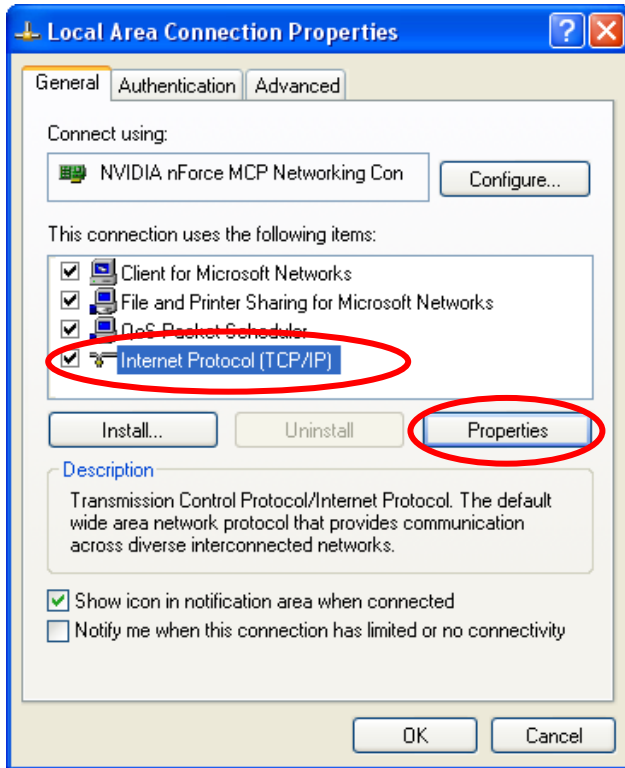 Local Area Connection Properties
General Authentication Advanced
Connect using:
NVIDIA nForce MCP Networking Con
Configure...
This connection uses the following items:
Client for Microsoft Networks
File and Printer Sharing for Microsoft Networks
QoS Packet Scheduler
Internet Protocol (TCP/IP)
Install... Uninstall Properties
Description
Transmission Control Protocol/Internet Protocol. The default
wide area network protocol that provides communication
across diverse interconnected networks.
Show icon in notification area when connected
Notify me when this connection has limited or no connectivity
OK Cancel